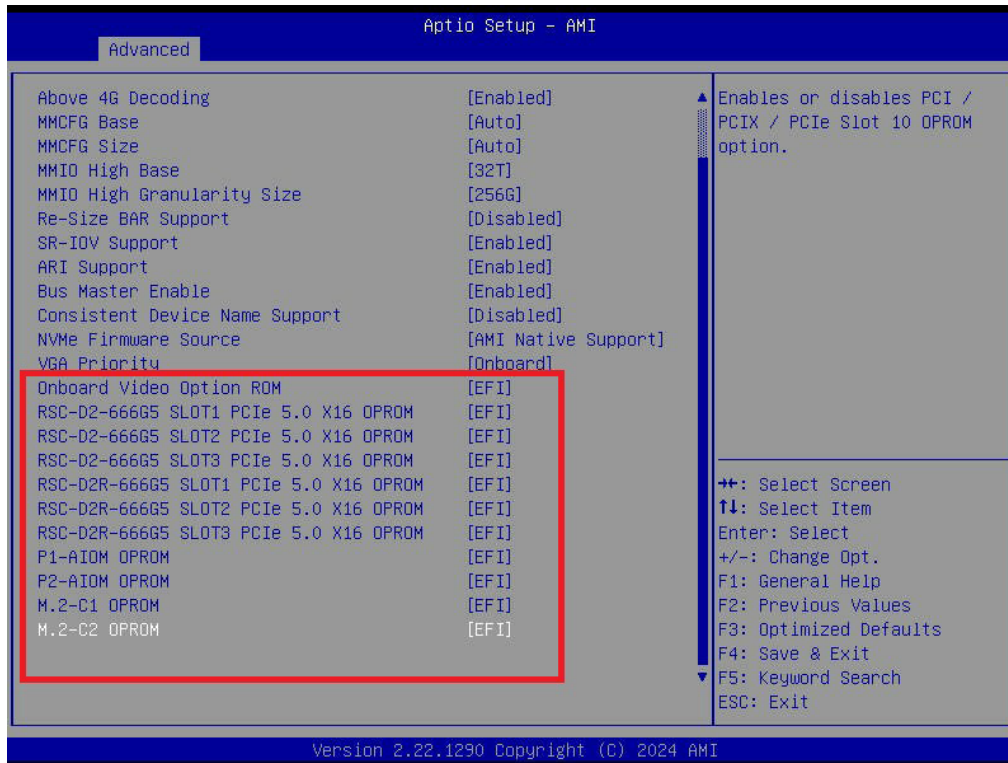 Aptio Setup – AMI
Advanced
Above 4G Decoding [Enabled]
MMCFG Base [Auto]
MMCFG Size [Auto]
MMIO High Base [32T]
MMIO High Granularity Size [256G]
Re-Size BAR Support [Disabled]
SR-IOV Support [Enabled]
ARI Support [Enabled]
Bus Master Enable [Enabled]
Consistent Device Name Support [Disabled]
NVMe Firmware Source [AMI Native Support]
VGA Priority [Onboard]
Onboard Video Option ROM [EFI]
RSC-D2-666G5 SLOT1 PCIe 5.0 X16 OPROM [EFI]
RSC-D2-666G5 SLOT2 PCIe 5.0 X16 OPROM [EFI]
RSC-D2-666G5 SLOT3 PCIe 5.0 X16 OPROM [EFI]
RSC-D2R-666G5 SLOT1 PCIe 5.0 X16 OPROM [EFI]
RSC-D2R-666G5 SLOT2 PCIe 5.0 X16 OPROM [EFI]
RSC-D2R-666G5 SLOT3 PCIe 5.0 X16 OPROM [EFI]
P1-AIOM OPROM [EFI]
P2-AIOM OPROM [EFI]
M.2-C1 OPROM [EFI]
M.2-C2 OPROM [EFI]
Enables or disables PCI /
PCIX / PCIe Slot 10 OPROM
option.
→←: Select Screen
↑↓: Select Item
Enter: Select
+/-: Change Opt.
F1: General Help
F2: Previous Values
F3: Optimized Defaults
F4: Save & Exit
F5: Keyword Search
ESC: Exit
Version 2.22.1290 Copyright (C) 2024 AMI